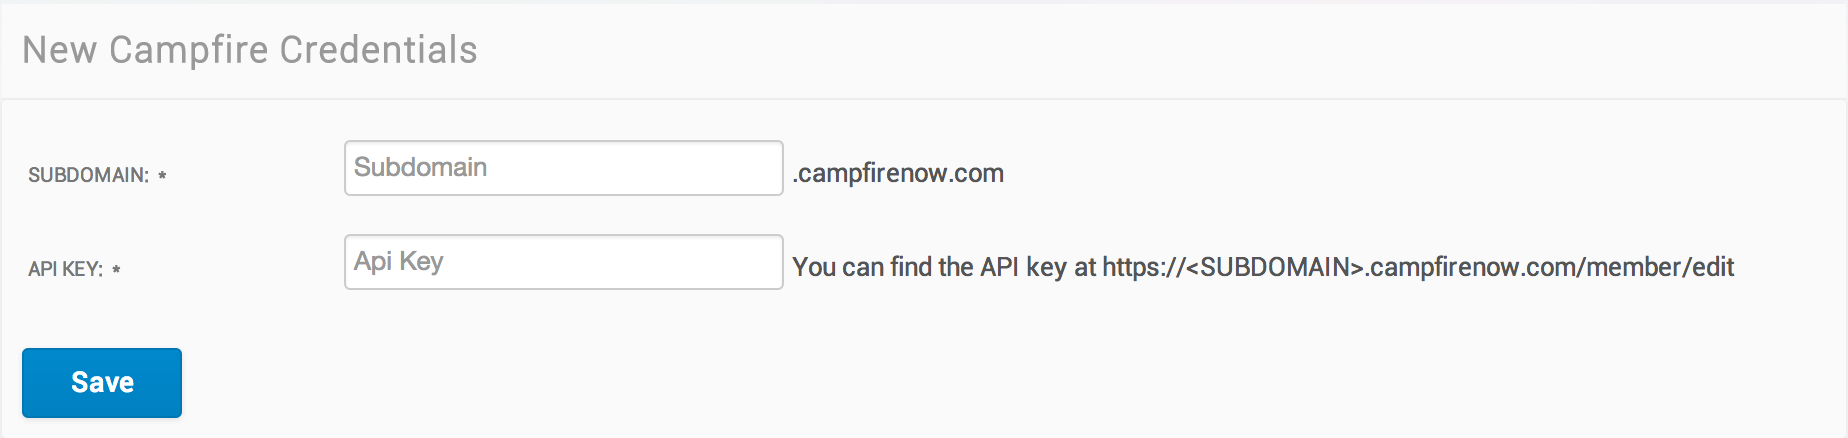 New Campfire Credentials
SUBDOMAIN: * Subdomain .campfirenow.com
API KEY: * Api Key You can find the API key at https://<SUBDOMAIN>.campfirenow.com/member/edit
Save